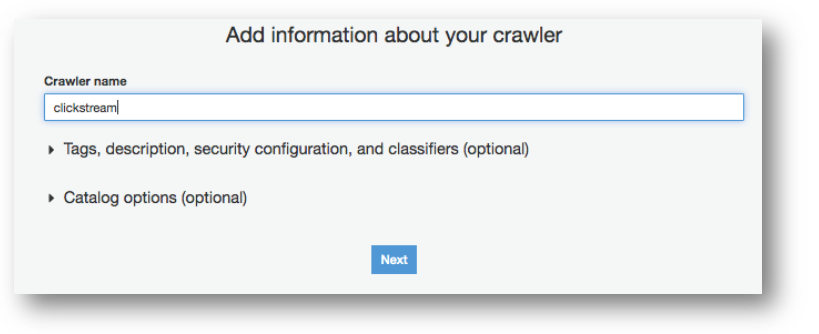 Add information about your crawler
Crawler name
clickstream
Tags, description, security configuration, and classifiers (optional)
Catalog options (optional)
Next